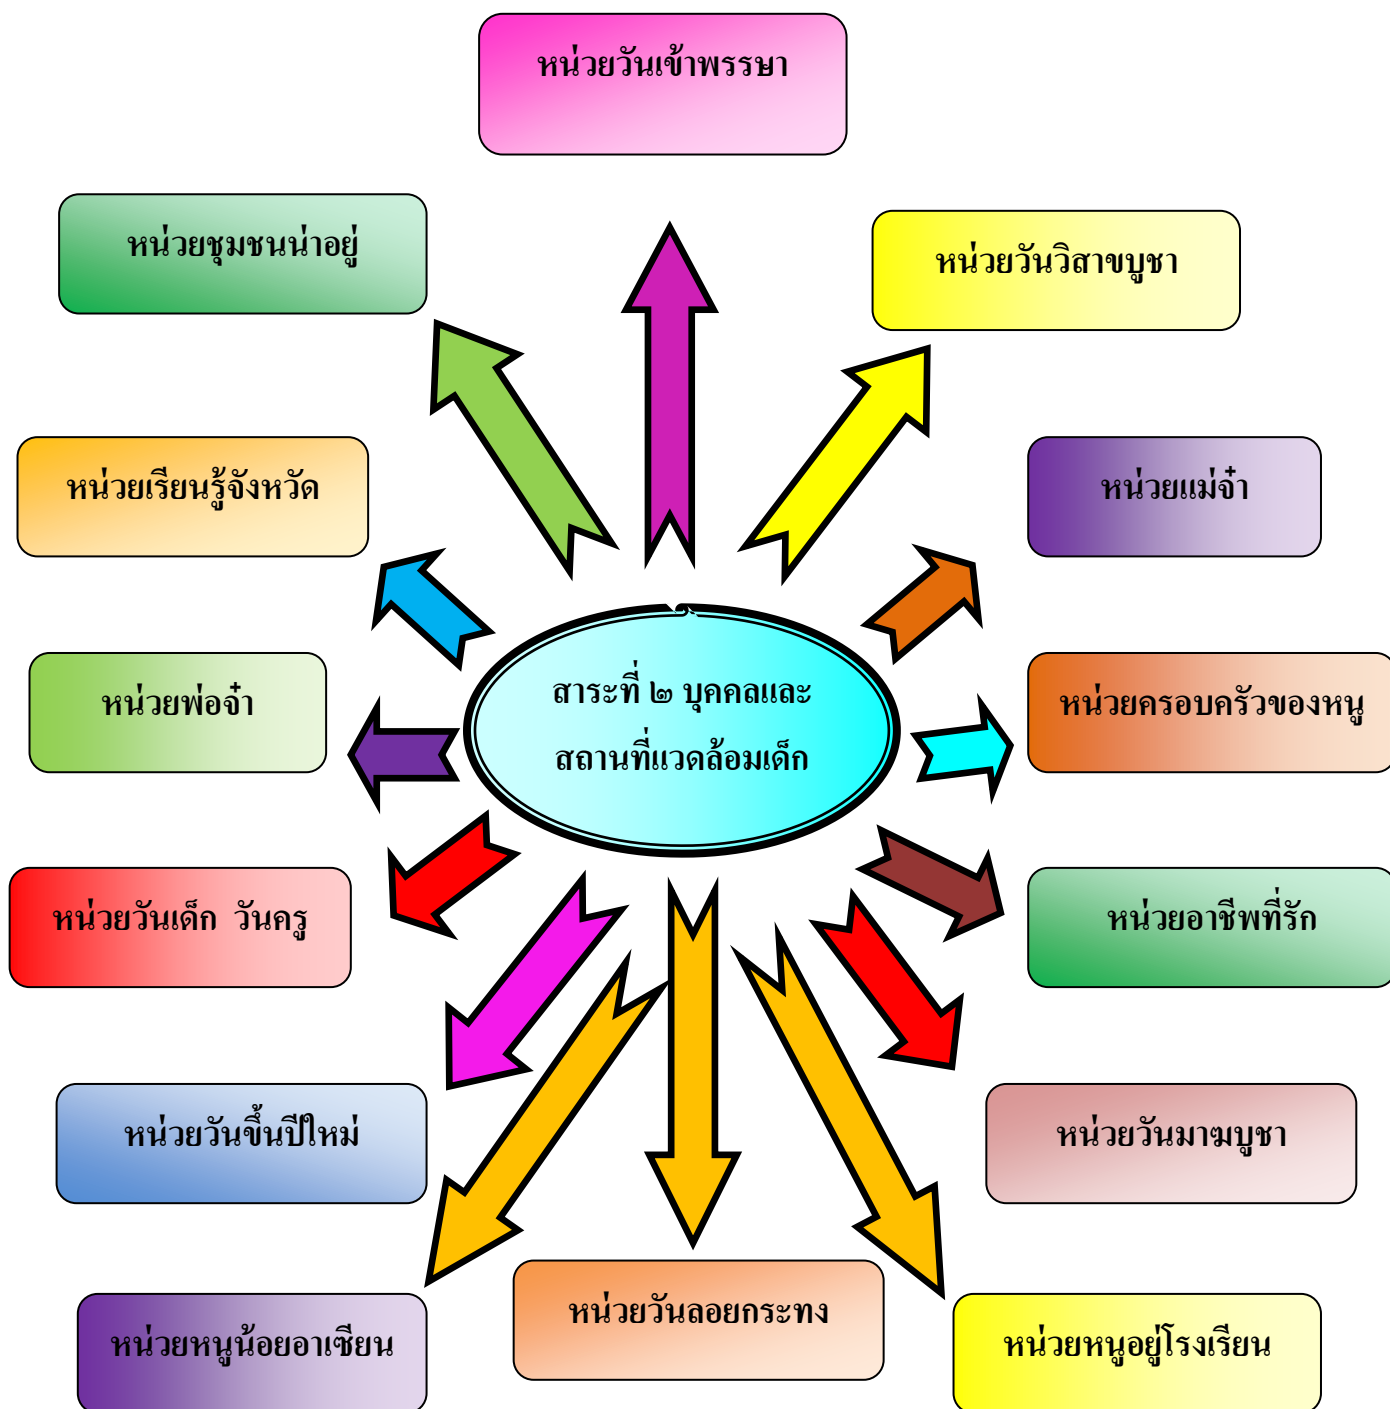 หน่วยวันเข้าพรรษา
หน่วยชุมชนน่าอยู่
หน่วยวันวิสาขบูชา
หน่วยเรียนรู้จังหวัด
หน่วยแม่จ๋า
สาระที่ ๒ บุคคลและ
สถานที่แวดล้อมเด็ก
หน่วยพ่อจ๋า
หน่วยครอบครัวของหนู
หน่วยวันเด็ก วันครู
หน่วยอาชีพที่รัก
หน่วยวันขึ้นปีใหม่
หน่วยวันมาฆบูชา
หน่วยหนูน้อยอาเซียน
หน่วยวันลอยกระทง
หน่วยหนูอยู่โรงเรียน